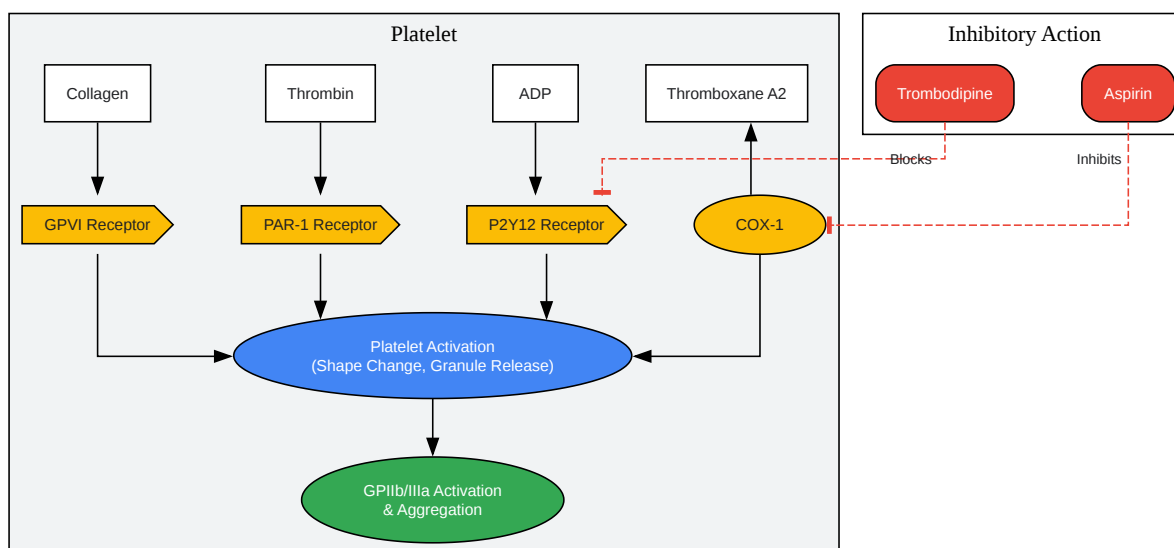 Platelet
Inhibitory Action
Collagen
Thrombin
ADP
Thromboxane A2
Trombodipine
Aspirin
Blocks
Inhibits
GPVI Receptor
PAR-1 Receptor
P2Y12 Receptor
COX-1
Platelet Activation
(Shape Change, Granule Release)
GPIIb/IIIa Activation
& Aggregation